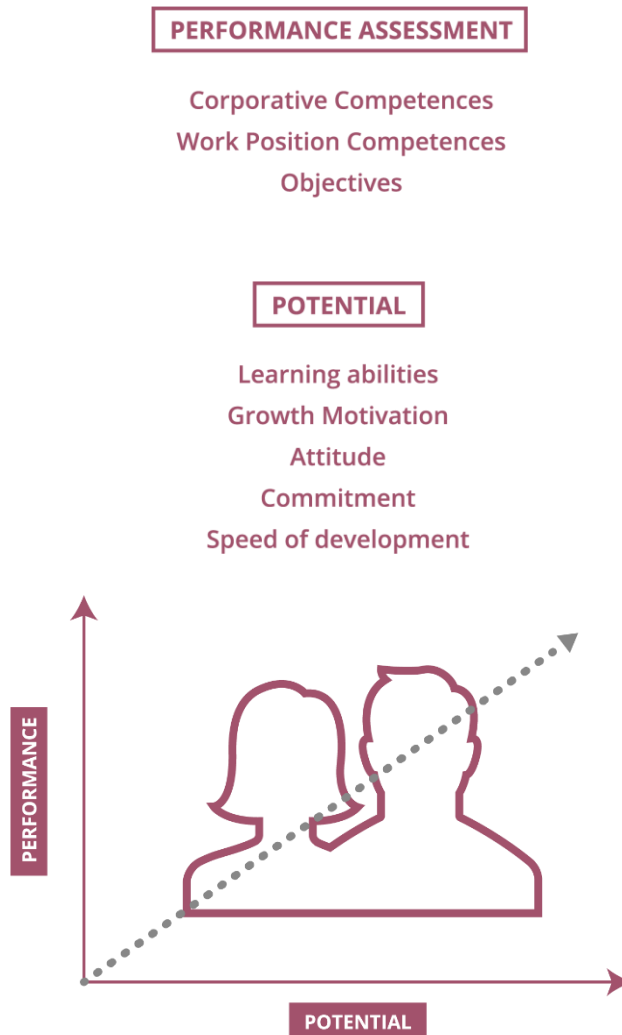 PERFORMANCE ASSESSMENT
Corporative Competences
Work Position Competences
Objectives
POTENTIAL
Learning abilities
Growth Motivation
Attitude
Commitment
Speed of development
PERFORMANCE
POTENTIAL